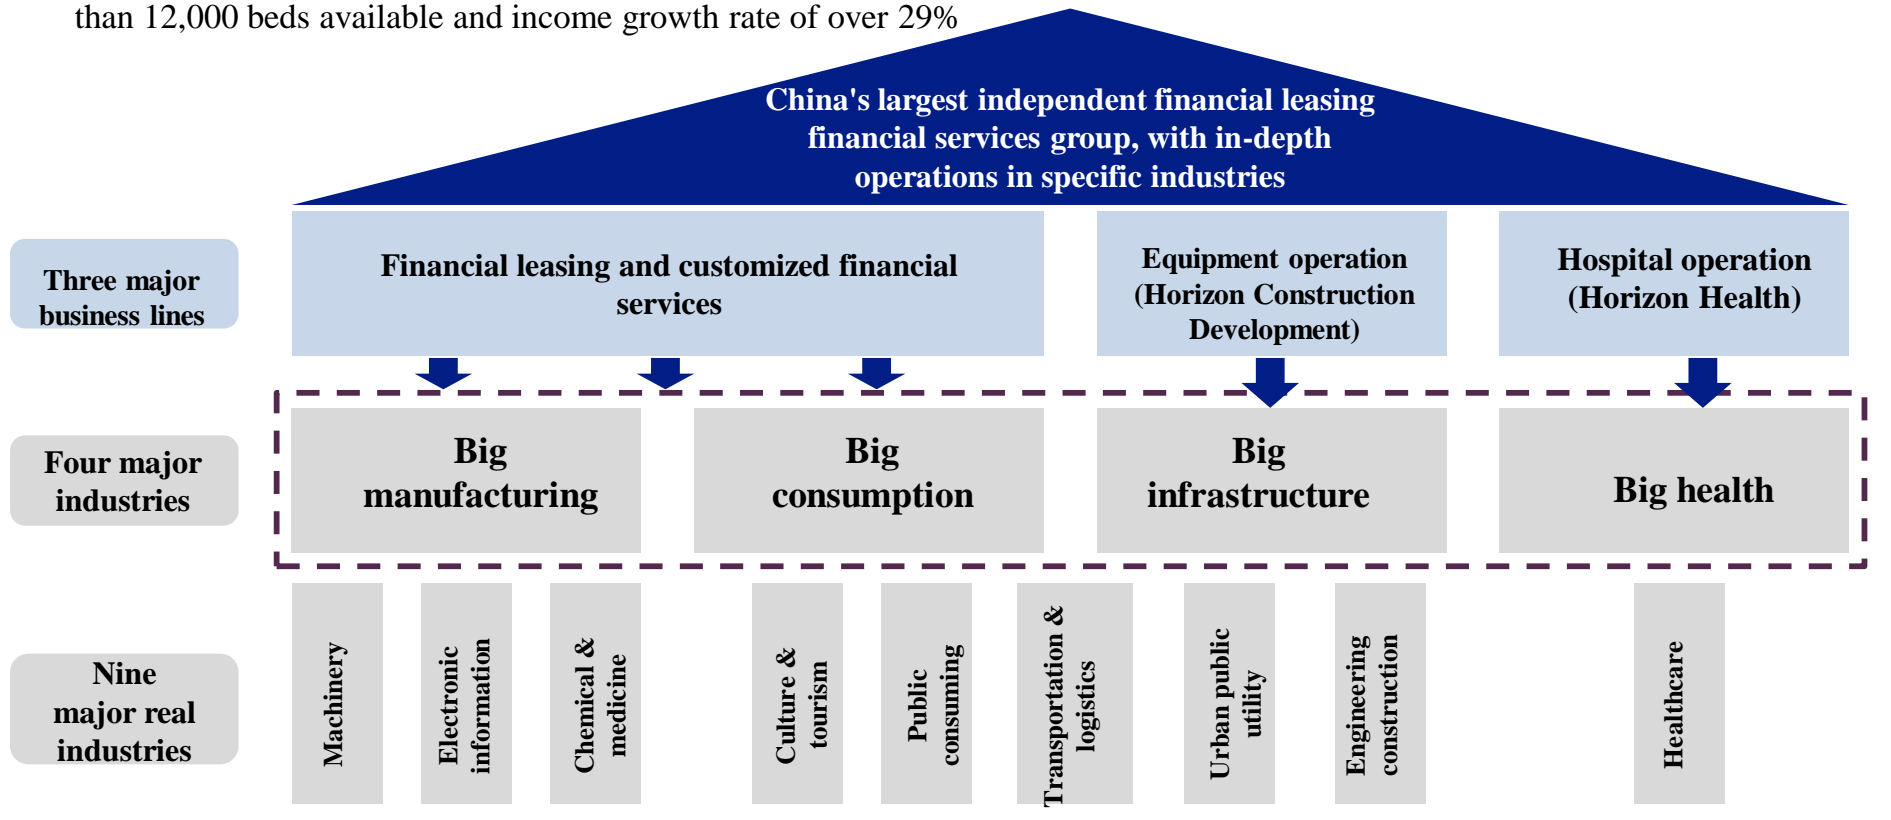 than 12,000 beds available and income growth rate of over 29%
China's largest independent financial leasing
financial services group, with in-depth
operations in specific industries
Three major
business lines
Financial leasing and customized financial
services
Equipment operation
(Horizon Construction
Development)
Hospital operation
(Horizon Health)
Four major
industries
Big
manufacturing
Big
consumption
Big
infrastructure
Big health
Nine
major real
industries
Machinery
Electronic
information
Chemical &
medicine
Culture &
tourism
Public
consuming
Transportation &
logistics
Urban public
utility
Engineering
construction
Healthcare